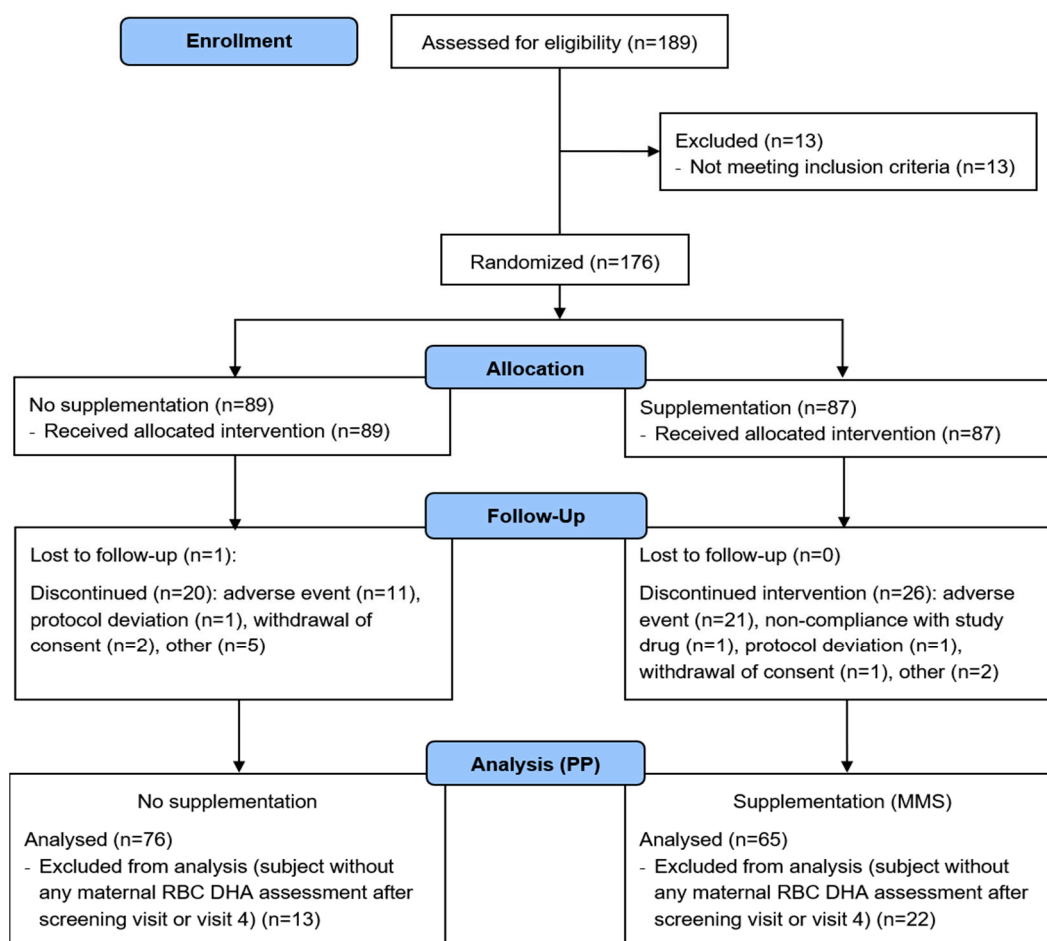 Enrollment
Assessed for eligibility (n=189)
Excluded (n=13)
- Not meeting inclusion criteria (n=13)
Randomized (n=176)
Allocation
No supplementation (n=89)
- Received allocated intervention (n=89)
Supplementation (n=87)
- Received allocated intervention (n=87)
Follow-Up
Lost to follow-up (n=1):
Discontinued (n=20): adverse event (n=11),
protocol deviation (n=1), withdrawal of
consent (n=2), other (n=5)
Lost to follow-up (n=0)
Discontinued intervention (n=26): adverse
event (n=21), non-compliance with study
drug (n=1), protocol deviation (n=1),
withdrawal of consent (n=1), other (n=2)
Analysis (PP)
No supplementation
Analysed (n=76)
- Excluded from analysis (subject without
any maternal RBC DHA assessment after
screening visit or visit 4) (n=13)
Supplementation (MMS)
Analysed (n=65)
- Excluded from analysis (subject without
any maternal RBC DHA assessment after
screening visit or visit 4) (n=22)